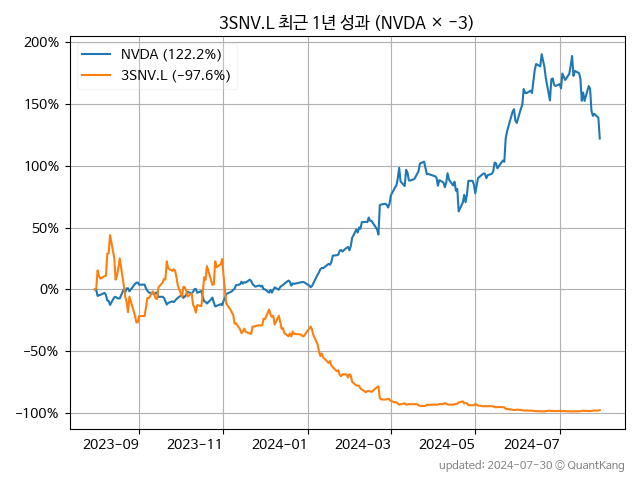 3SNV.L 최근 1년 성과 (NVDA × −3)
NVDA (122.2%)
3SNV.L (−97.6%)
200%
150%
100%
50%
0%
−50%
−100%
2023-09 2023-11 2024-01 2024-03 2024-05 2024-07
updated: 2024-07-30 © QuantKang